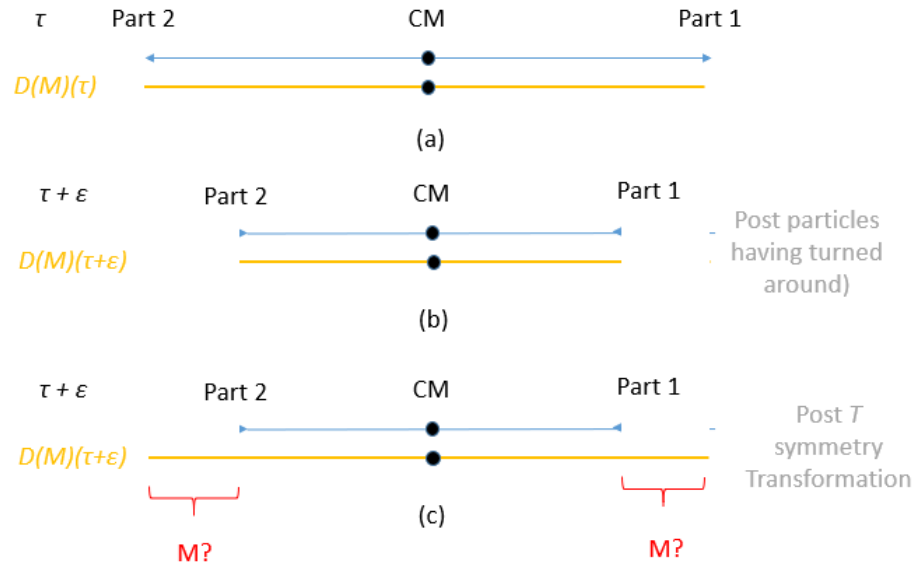 τ Part 2 CM Part 1
D(M)(τ)
(a)
τ + ε Part 2 CM Part 1
D(M)(τ+ε)
Post particles
having turned
around)
(b)
τ + ε Part 2 CM Part 1
D(M)(τ+ε)
Post T
symmetry
Transformation
(c)
M? M?